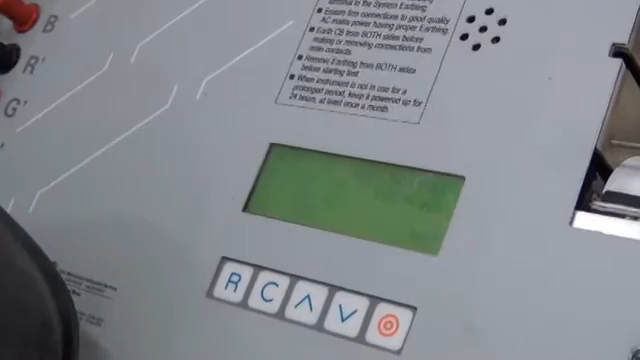 B
R'
G'
Terminal to the System Earthing
■ Ensure firm connections to good quality
AC mains power having proper Earthing
■ Earth CB from BOTH sides before
making or removing connections from
main contacts.
■ Remove Earthing from BOTH sides
before starting test
■ When instrument is not in use for a
prolonged period, keep it powered up for
24 hours, at least once a month.
R C